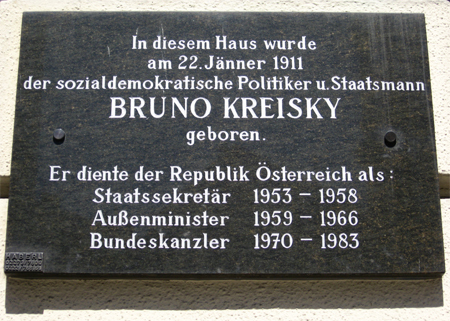 In diesem Haus wurde
am 22. Jänner 1911
der sozialdemokratische Politiker u. Staatsmann
BRUNO KREISKY
geboren.
Er diente der Republik Österreich als:
Staatssekretär 1953 – 1958
Außenminister 1959 – 1966
Bundeskanzler 1970 – 1983